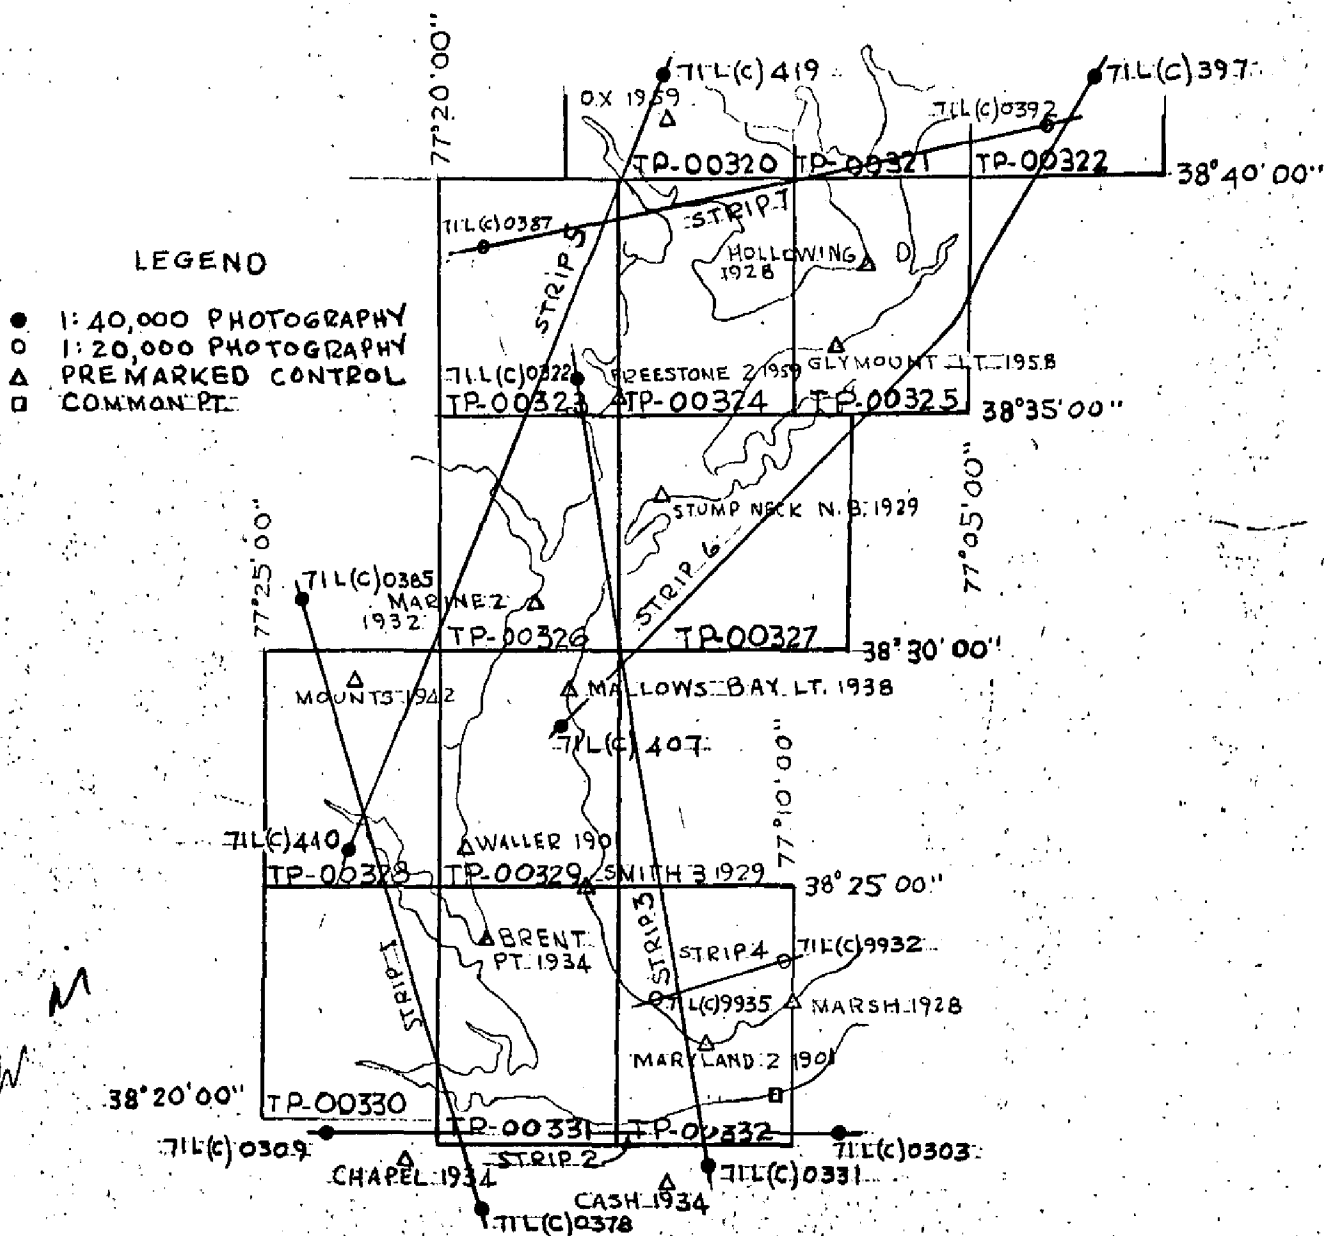 77°20'00"
71L(C)419
71L(C)397
OX 1959
71L(C)0392
TP-00320
TP-00321
TP-00322
38°40'00"
71L(C)0387
STRIP 7
STRIP 5
HOLLOWING
1928
D
LEGEND
1:40,000 PHOTOGRAPHY
1:20,000 PHOTOGRAPHY
PREMARKED CONTROL
COMMON PT.
71L(C)0322
FREESTONE 2 1959
GLYMOUNT LT. 1958
TP-00323
TP-00324
TP-00325
38°35'00"
STUMP NECK N.B. 1929
77°05'00"
77°25'00"
STRIP 6
71L(C)0385
MARINE 2
1932
TP-00326
TP-00327
38°30'00"
MOUNTS 1942
MALLOWS BAY LT. 1938
71L(C)407
77°10'00"
71L(C)410
WALLER 190
TP-00328
TP-00329
SMITH 3 1929
38°25'00"
BRENT
PT. 1934
STRIP 1
STRIP 3
STRIP 4
71L(C)9932
71L(C)9935
MARSH 1928
MARYLAND 2 1901
38°20'00"
TP-00330
TP-00331
TP-00332
71L(C)0309
STRIP 2
71L(C)0303
CHAPEL 1934
CASH 1934
71L(C)0331
71L(C)0378